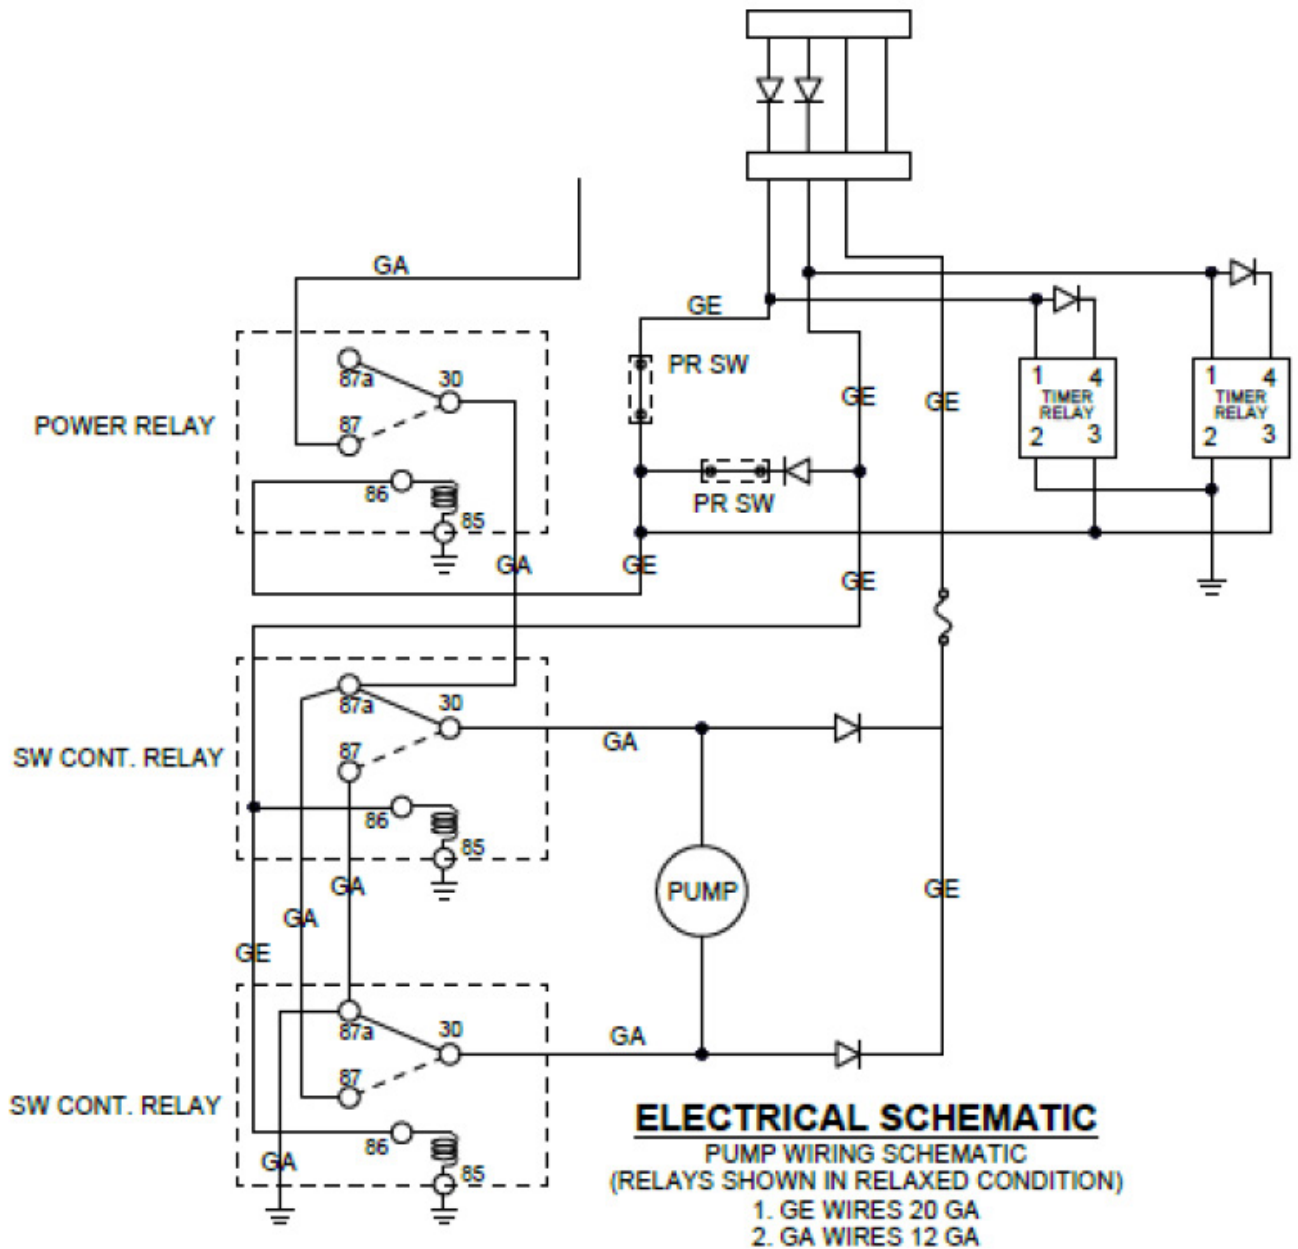 GA
GE
PR SW
87a
30
1
4
1
4
POWER RELAY
87
GE
GE
TIMER
RELAY
TIMER
RELAY
2
3
2
3
86
PR SW
85
GA
GE
GE
87a
30
SW CONT. RELAY
87
GA
86
85
GA
PUMP
GE
GA
GE
87a
30
GA
SW CONT. RELAY
87
86
85
GA
ELECTRICAL SCHEMATIC
PUMP WIRING SCHEMATIC
(RELAYS SHOWN IN RELAXED CONDITION)
1. GE WIRES 20 GA
2. GA WIRES 12 GA